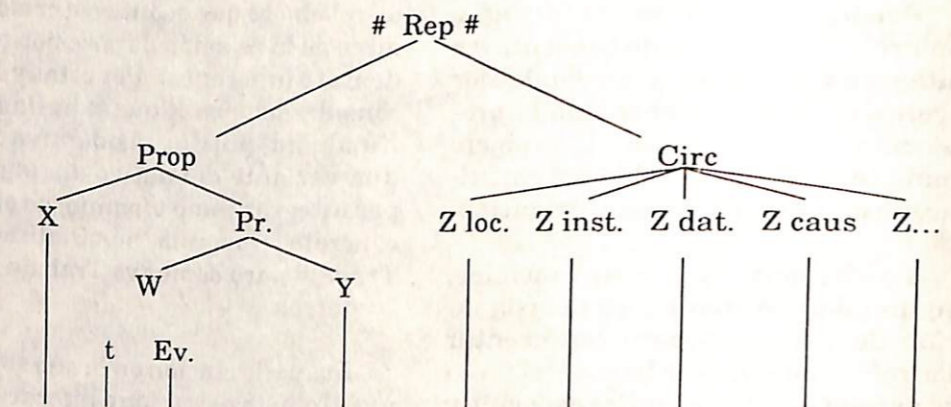 # Rep #
Prop Circ
X Pr. Z loc. Z inst. Z dat. Z caus Z...
W Y
t Ev.